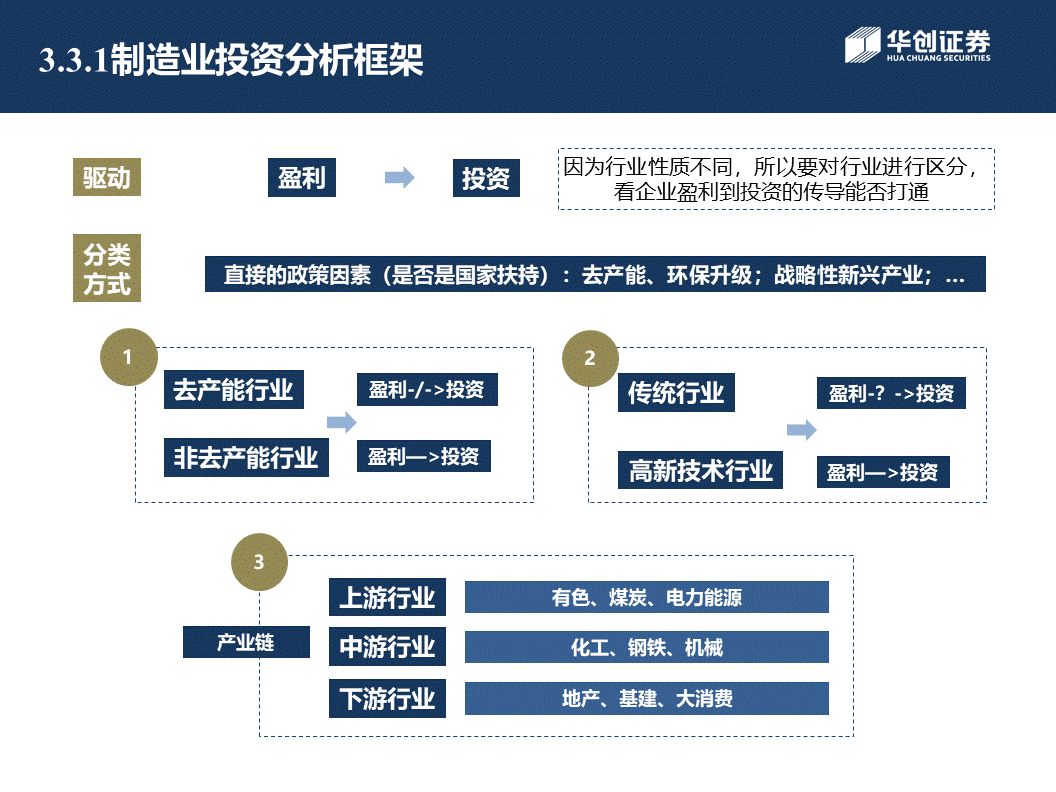 3.3.1制造业投资分析框架
华创证券
HUA CHUANG SECURITIES
驱动
盈利
投资
因为行业性质不同，所以要对行业进行区分，
看企业盈利到投资的传导能否打通
分类
方式
直接的政策因素（是否是国家扶持）：去产能、环保升级；战略性新兴产业；…
1
去产能行业
盈利-/->投资
非去产能行业
盈利—>投资
2
传统行业
盈利-？->投资
高新技术行业
盈利—>投资
3
产业链
上游行业
有色、煤炭、电力能源
中游行业
化工、钢铁、机械
下游行业
地产、基建、大消费